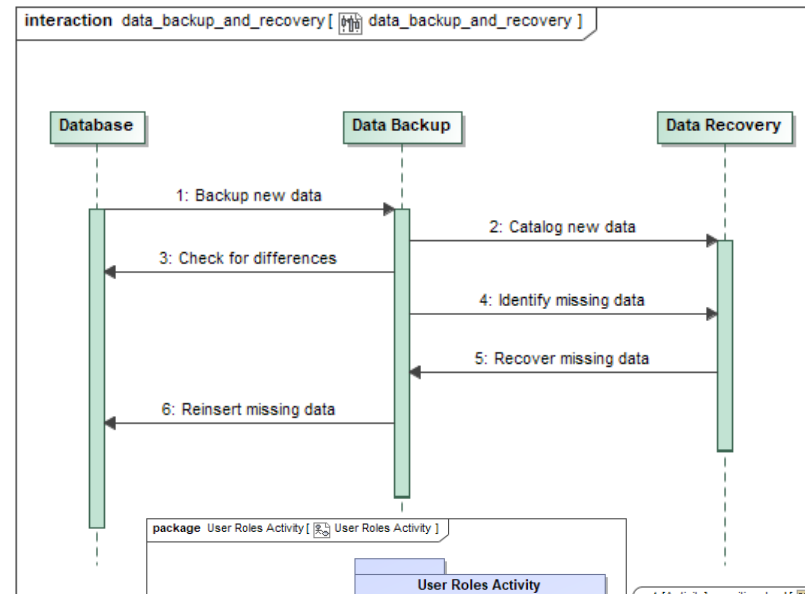 interaction data_backup_and_recovery [ data_backup_and_recovery ]
Database
Data Backup
Data Recovery
1: Backup new data
2: Catalog new data
3: Check for differences
4: Identify missing data
5: Recover missing data
6: Reinsert missing data
package User Roles Activity [ User Roles Activity ]
User Roles Activity